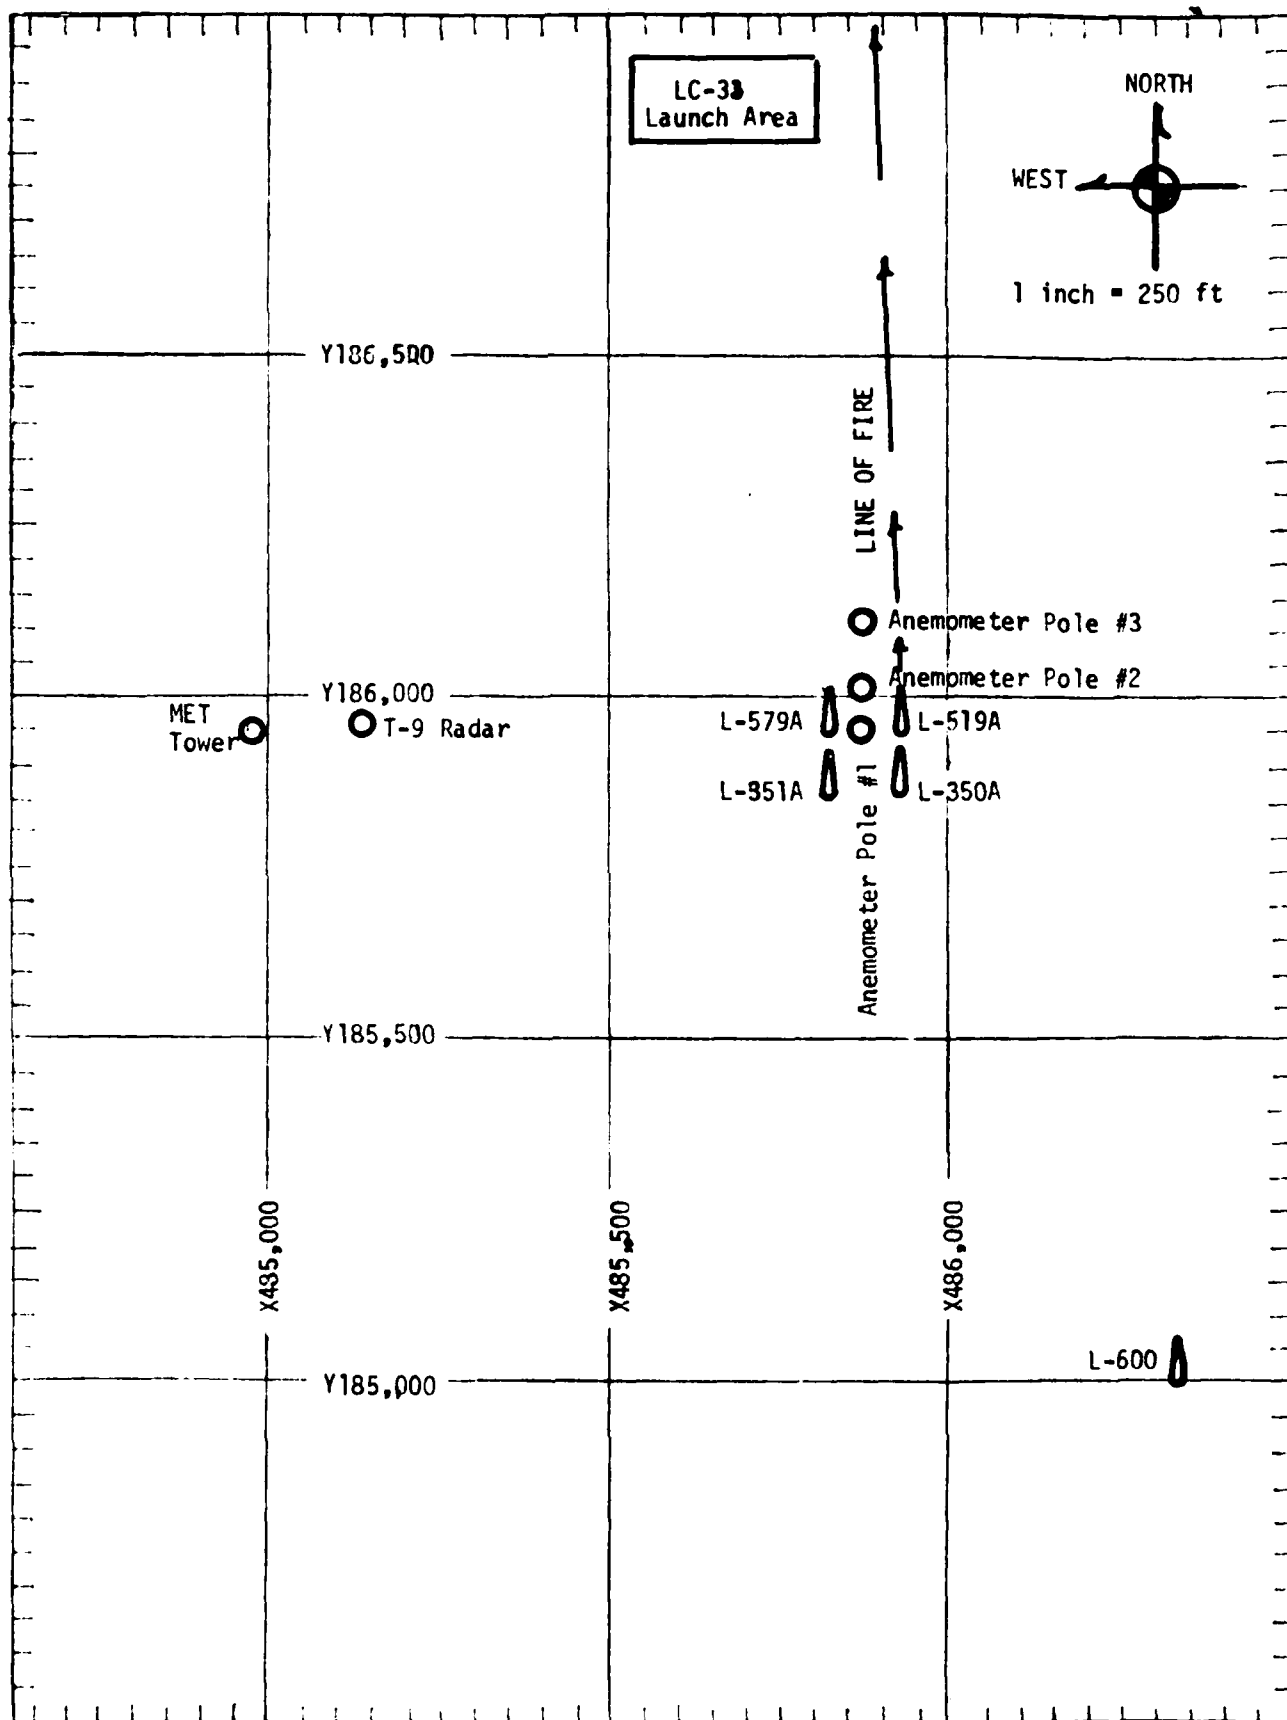 LC-33
Launch Area
NORTH
WEST
1 inch = 250 ft
Y186,500
LINE OF FIRE
Anemometer Pole #3
Y186,000
Anemometer Pole #2
MET
Tower
T-9 Radar
L-579A
L-519A
L-351A
L-350A
Anemometer Pole #1
Y185,500
X485,000
X485,500
X486,000
L-600
Y185,000